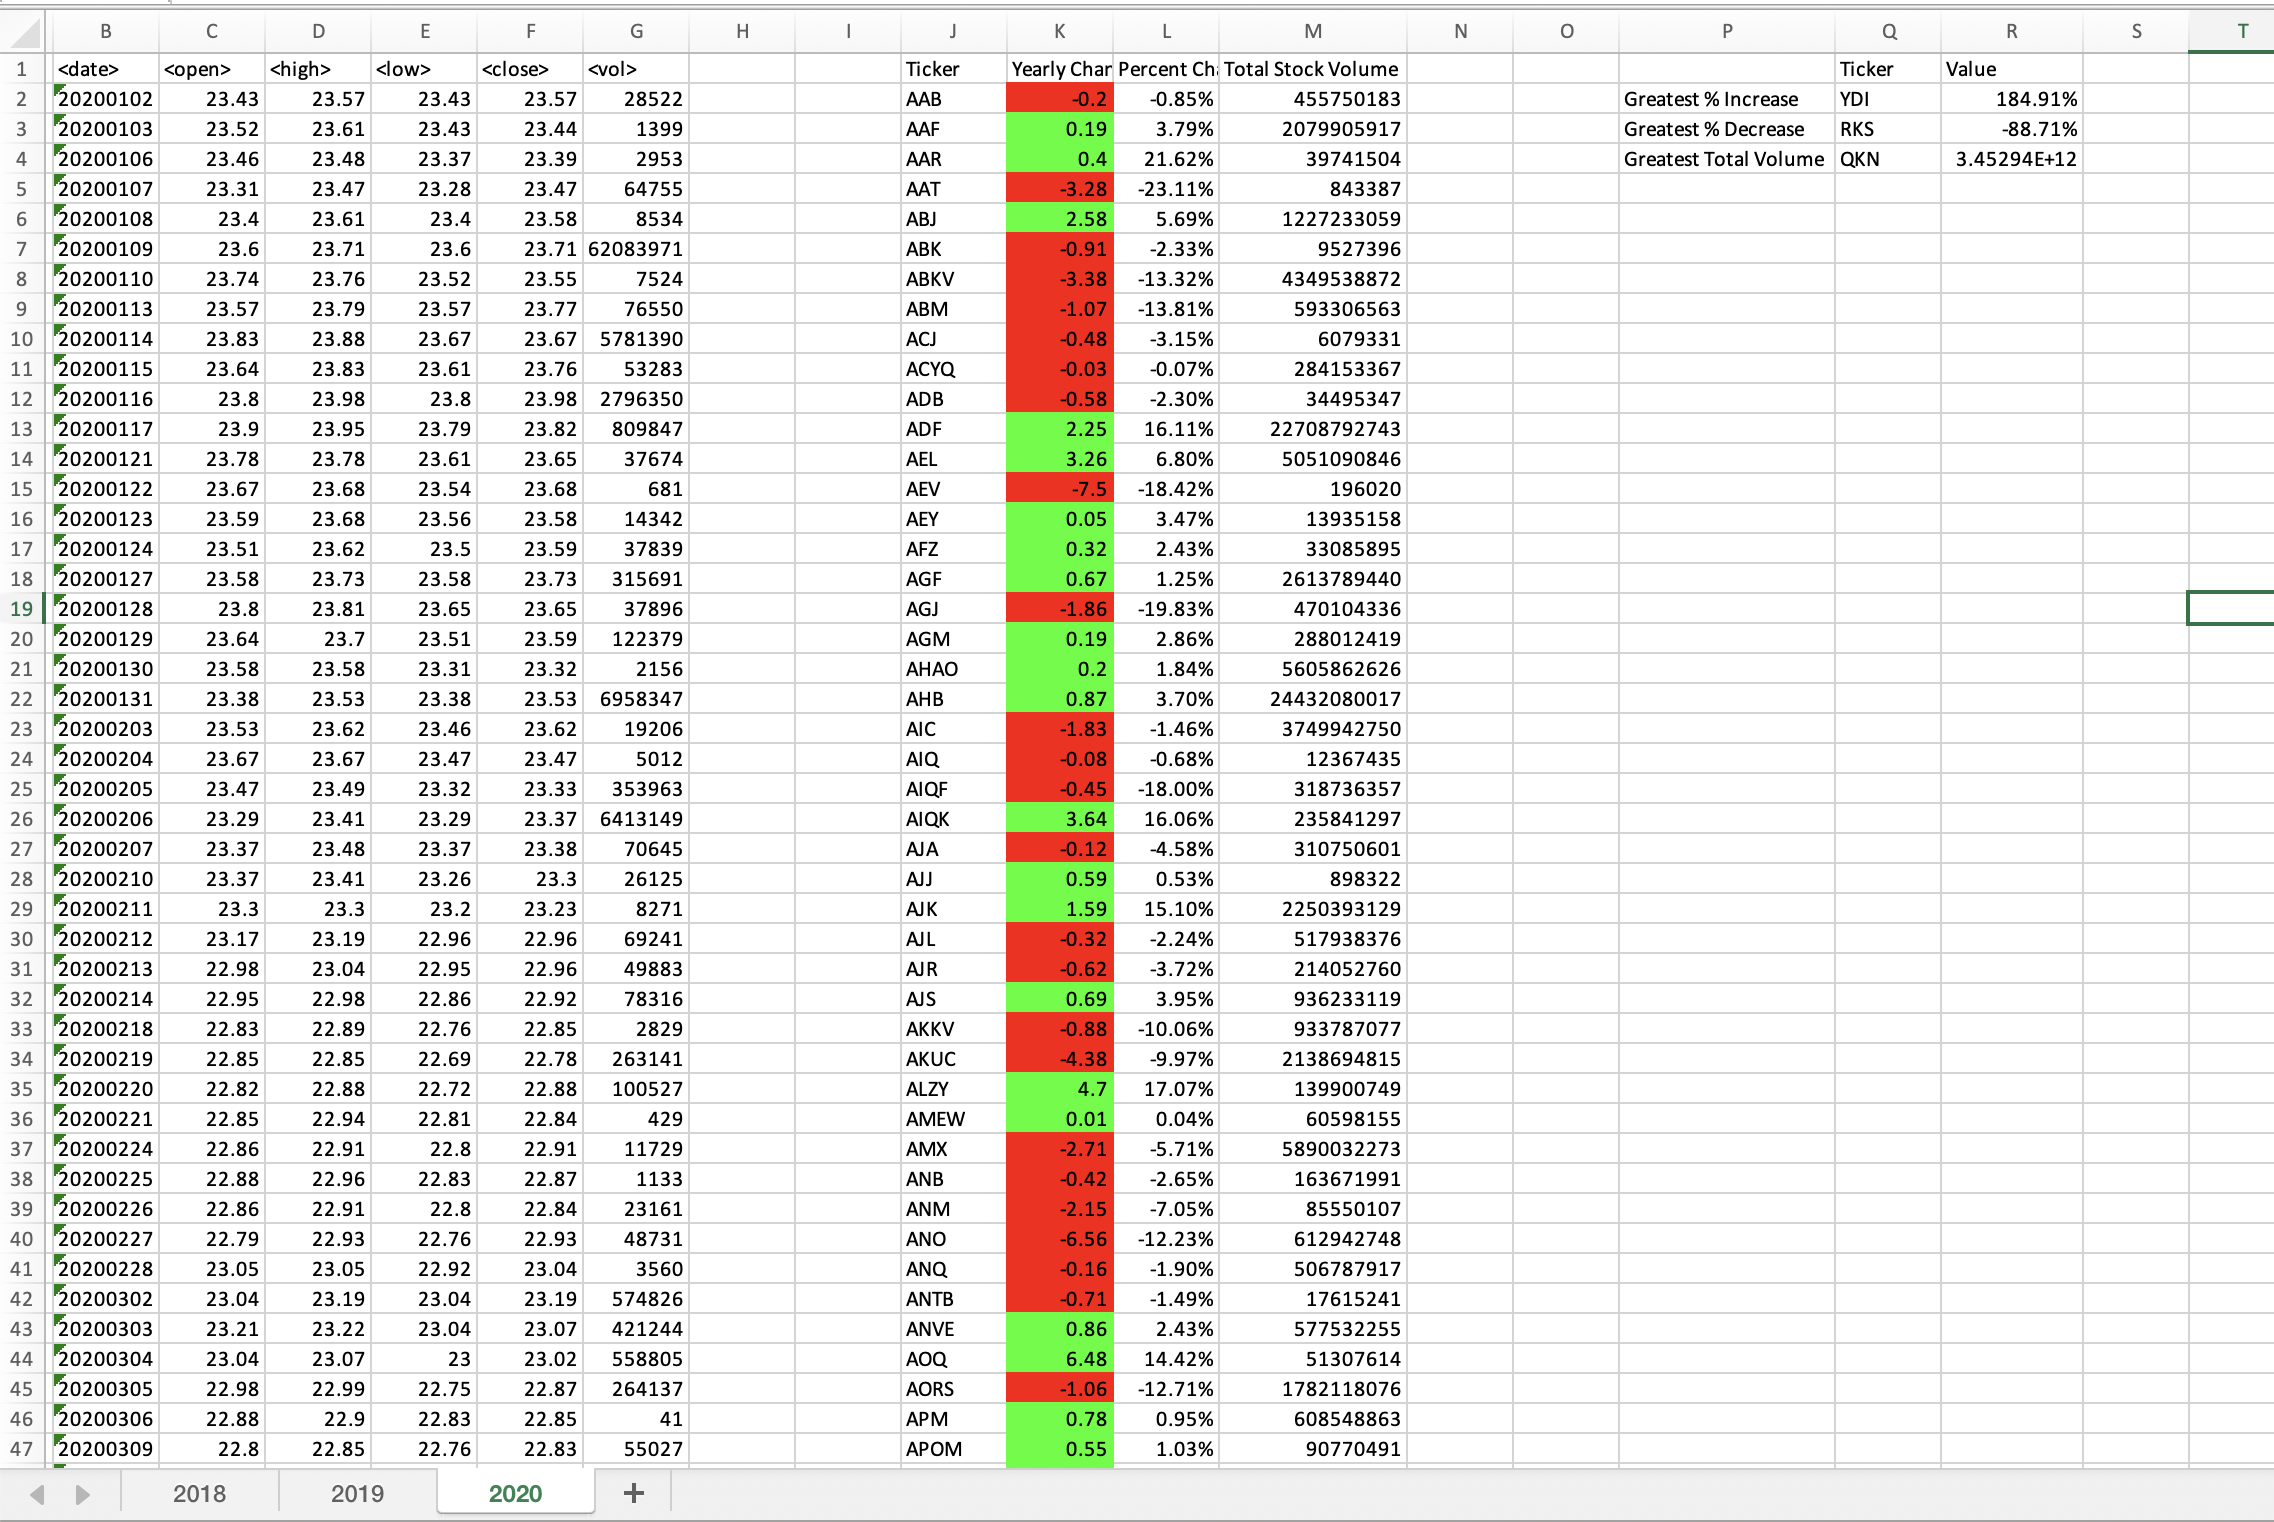 B C D E F G H I J K L M N O P Q R S T
1 <date> <open> <high> <low> <close> <vol> Ticker Yearly Char Percent Ch Total Stock Volume Ticker Value
2 20200102 23.43 23.57 23.43 23.57 28522 AAB -0.2 -0.85% 455750183 Greatest % Increase YDI 184.91%
3 20200103 23.52 23.61 23.43 23.44 1399 AAF 0.19 3.79% 2079905917 Greatest % Decrease RKS -88.71%
4 20200106 23.46 23.48 23.37 23.39 2953 AAR 0.4 21.62% 39741504 Greatest Total Volume QKN 3.45294E+12
5 20200107 23.31 23.47 23.28 23.47 64755 AAT -3.28 -23.11% 843387
6 20200108 23.4 23.61 23.4 23.58 8534 ABJ 2.58 5.69% 1227233059
7 20200109 23.6 23.71 23.6 23.71 62083971 ABK -0.91 -2.33% 9527396
8 20200110 23.74 23.76 23.52 23.55 7524 ABKV -3.38 -13.32% 4349538872
9 20200113 23.57 23.79 23.57 23.77 76550 ABM -1.07 -13.81% 593306563
10 20200114 23.83 23.88 23.67 23.67 5781390 ACJ -0.48 -3.15% 6079331
11 20200115 23.64 23.83 23.61 23.76 53283 ACYQ -0.03 -0.07% 284153367
12 20200116 23.8 23.98 23.8 23.98 2796350 ADB -0.58 -2.30% 34495347
13 20200117 23.9 23.95 23.79 23.82 809847 ADF 2.25 16.11% 22708792743
14 20200121 23.78 23.78 23.61 23.65 37674 AEL 3.26 6.80% 5051090846
15 20200122 23.67 23.68 23.54 23.68 681 AEV -7.5 -18.42% 196020
16 20200123 23.59 23.68 23.56 23.58 14342 AEY 0.05 3.47% 13935158
17 20200124 23.51 23.62 23.5 23.59 37839 AFZ 0.32 2.43% 33085895
18 20200127 23.58 23.73 23.58 23.73 315691 AGF 0.67 1.25% 2613789440
19 20200128 23.8 23.81 23.65 23.65 37896 AGJ -1.86 -19.83% 470104336
20 20200129 23.64 23.7 23.51 23.59 122379 AGM 0.19 2.86% 288012419
21 20200130 23.58 23.58 23.31 23.32 2156 AHAO 0.2 1.84% 5605862626
22 20200131 23.38 23.53 23.38 23.53 6958347 AHB 0.87 3.70% 24432080017
23 20200203 23.53 23.62 23.46 23.62 19206 AIC -1.83 -1.46% 3749942750
24 20200204 23.67 23.67 23.47 23.47 5012 AIQ -0.08 -0.68% 12367435
25 20200205 23.47 23.49 23.32 23.33 353963 AIQF -0.45 -18.00% 318736357
26 20200206 23.29 23.41 23.29 23.37 6413149 AIQK 3.64 16.06% 235841297
27 20200207 23.37 23.48 23.37 23.38 70645 AJA -0.12 -4.58% 310750601
28 20200210 23.37 23.41 23.26 23.3 26125 AJJ 0.59 0.53% 898322
29 20200211 23.3 23.3 23.2 23.23 8271 AJK 1.59 15.10% 2250393129
30 20200212 23.17 23.19 22.96 22.96 69241 AJL -0.32 -2.24% 517938376
31 20200213 22.98 23.04 22.95 22.96 49883 AJR -0.62 -3.72% 214052760
32 20200214 22.95 22.98 22.86 22.92 78316 AJS 0.69 3.95% 936233119
33 20200218 22.83 22.89 22.76 22.85 2829 AKKV -0.88 -10.06% 933787077
34 20200219 22.85 22.85 22.69 22.78 263141 AKUC -4.38 -9.97% 2138694815
35 20200220 22.82 22.88 22.72 22.88 100527 ALZY 4.7 17.07% 139900749
36 20200221 22.85 22.94 22.81 22.84 429 AMEW 0.01 0.04% 60598155
37 20200224 22.86 22.91 22.8 22.91 11729 AMX -2.71 -5.71% 5890032273
38 20200225 22.88 22.96 22.83 22.87 1133 ANB -0.42 -2.65% 163671991
39 20200226 22.86 22.91 22.8 22.84 23161 ANM -2.15 -7.05% 85550107
40 20200227 22.79 22.93 22.76 22.93 48731 ANO -6.56 -12.23% 612942748
41 20200228 23.05 23.05 22.92 23.04 3560 ANQ -0.16 -1.90% 506787917
42 20200302 23.04 23.19 23.04 23.19 574826 ANTB -0.71 -1.49% 17615241
43 20200303 23.21 23.22 23.04 23.07 421244 ANVE 0.86 2.43% 577532255
44 20200304 23.04 23.07 23 23.02 558805 AOQ 6.48 14.42% 51307614
45 20200305 22.98 22.99 22.75 22.87 264137 AORS -1.06 -12.71% 1782118076
46 20200306 22.88 22.9 22.83 22.85 41 APM 0.78 0.95% 608548863
47 20200309 22.8 22.85 22.76 22.83 55027 APOM 0.55 1.03% 90770491
2018 2019 2020 +